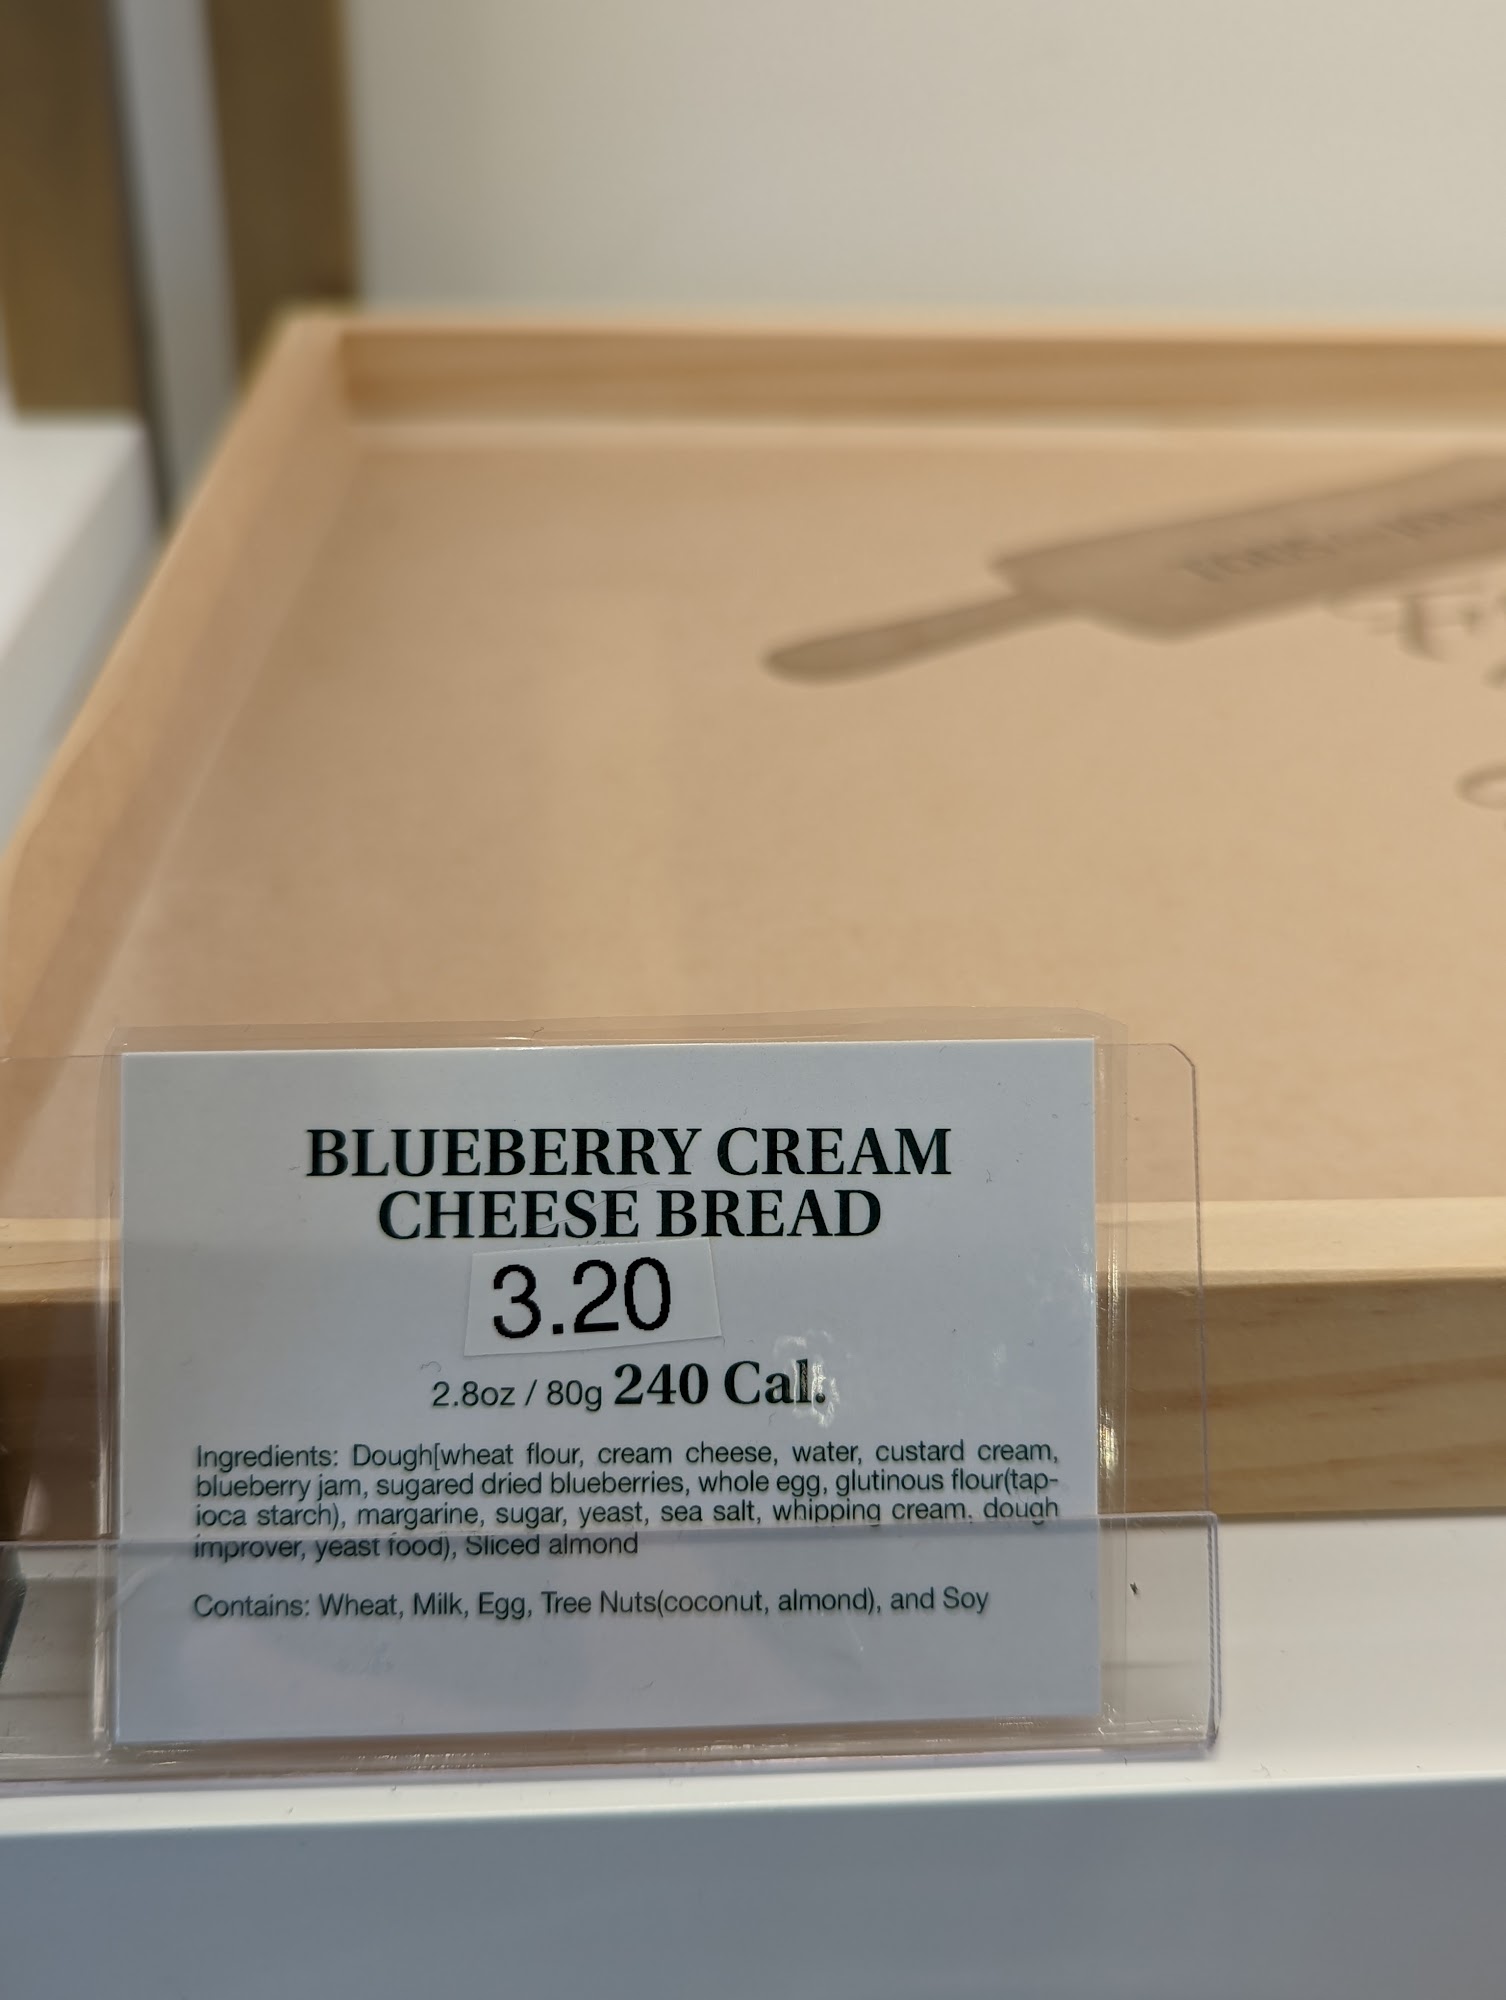 BLUEBERRY CREAM
CHEESE BREAD
3.20
2.8oz / 80g 240 Cal.
Ingredients: Dough[wheat flour, cream cheese, water, custard cream,
blueberry jam, sugared dried blueberries, whole egg, glutinous flour(tap-
ioca starch), margarine, sugar, yeast, sea salt, whipping cream, dough
improver, yeast food), Sliced almond
Contains: Wheat, Milk, Egg, Tree Nuts(coconut, almond), and Soy